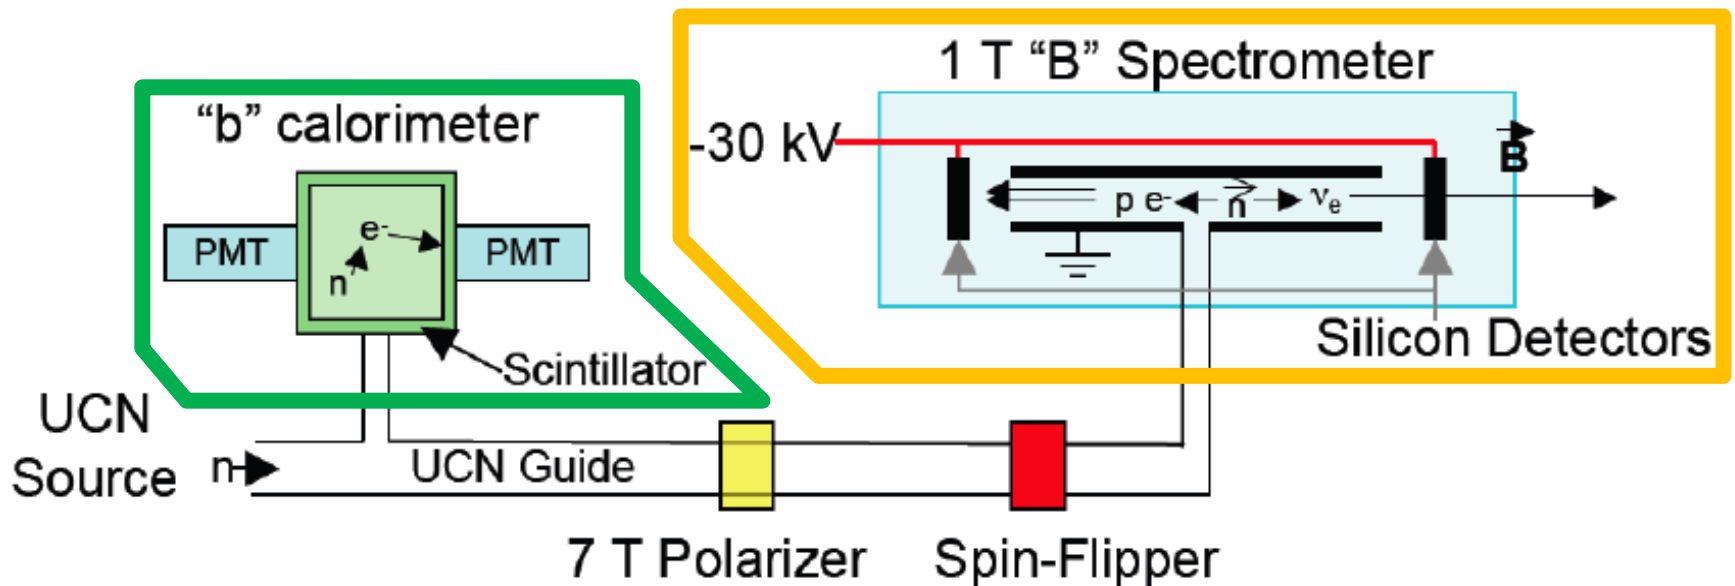 1 T “B” Spectrometer
“b” calorimeter
-30 kV
B
p e- n νe
e-
PMT PMT
n
Silicon Detectors
Scintillator
UCN
Source n
UCN Guide
7 T Polarizer Spin-Flipper